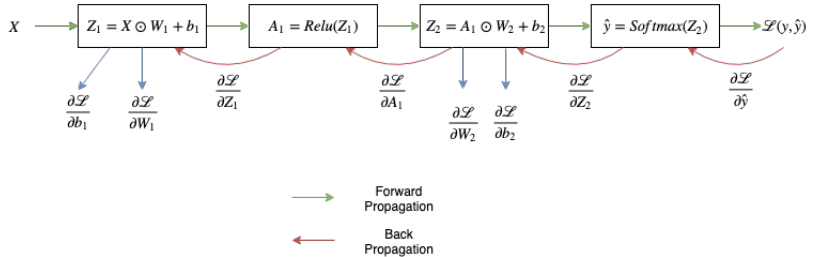 X
Z₁ = X ⊙ W₁ + b₁
A₁ = Relu(Z₁)
Z₂ = A₁ ⊙ W₂ + b₂
ŷ = Softmax(Z₂)
ℒ(y,ŷ)
∂ℒ/∂b₁
∂ℒ/∂W₁
∂ℒ/∂Z₁
∂ℒ/∂A₁
∂ℒ/∂W₂
∂ℒ/∂b₂
∂ℒ/∂Z₂
∂ℒ/∂ŷ
Forward
Propagation
Back
Propagation